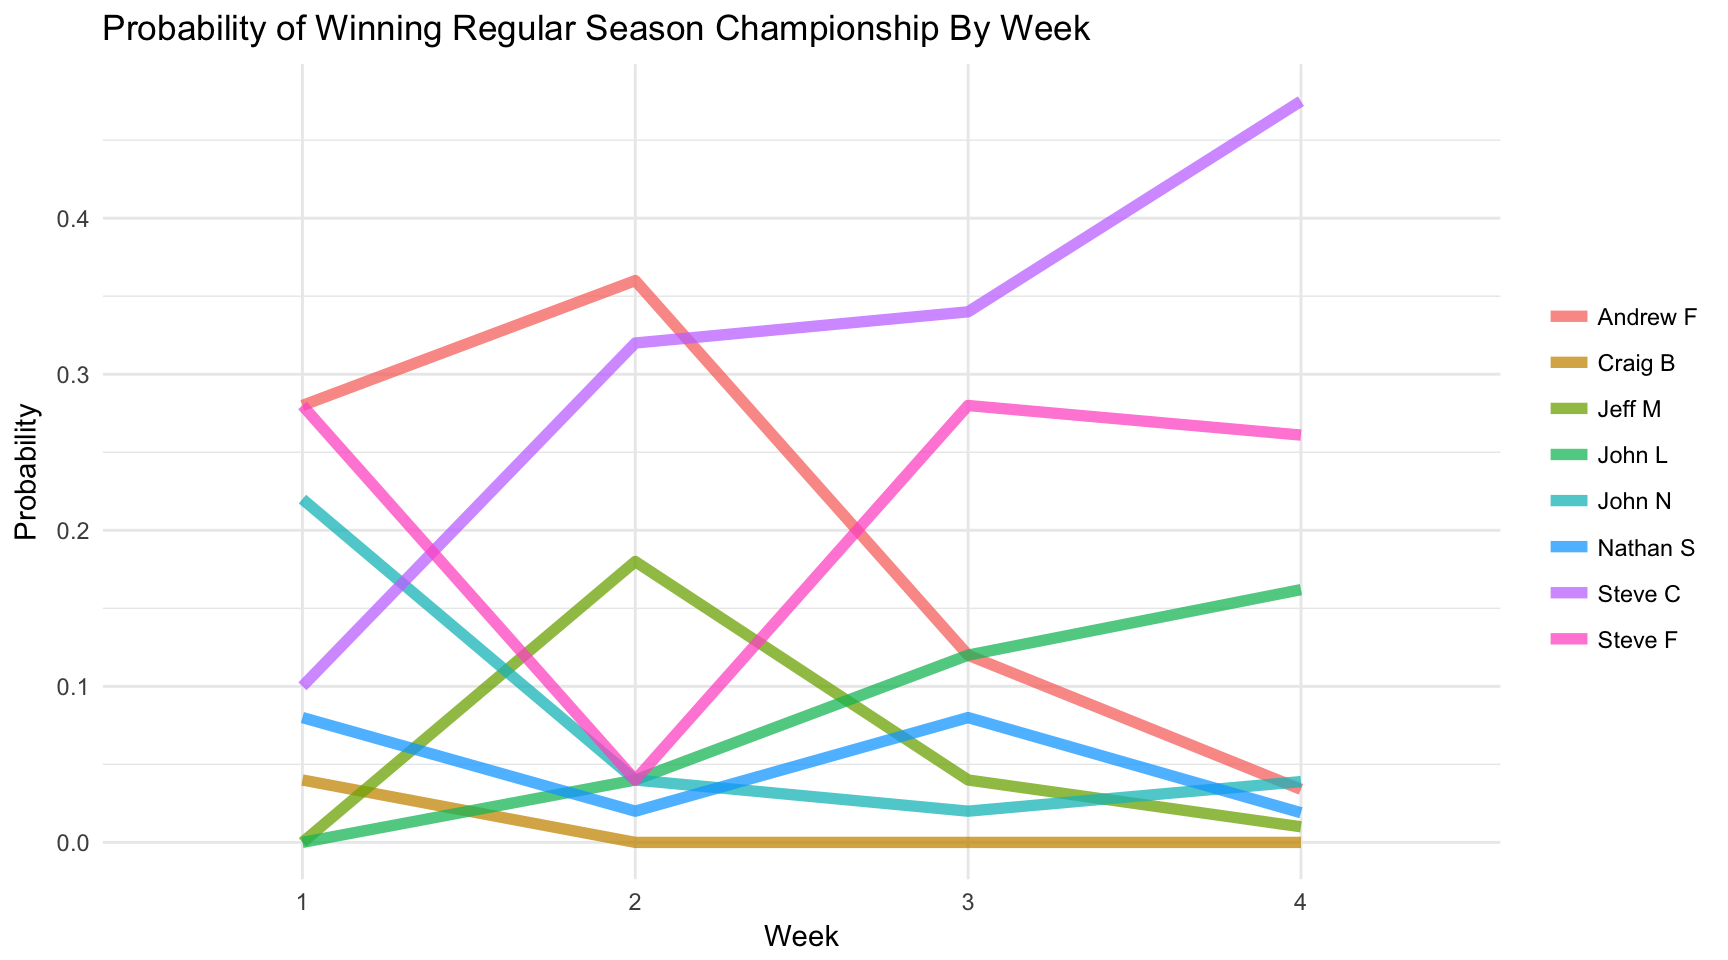 Probability of Winning Regular Season Championship By Week
Probability
0.4
0.3
0.2
0.1
0.0
1 2 3 4
Week
Andrew F
Craig B
Jeff M
John L
John N
Nathan S
Steve C
Steve F